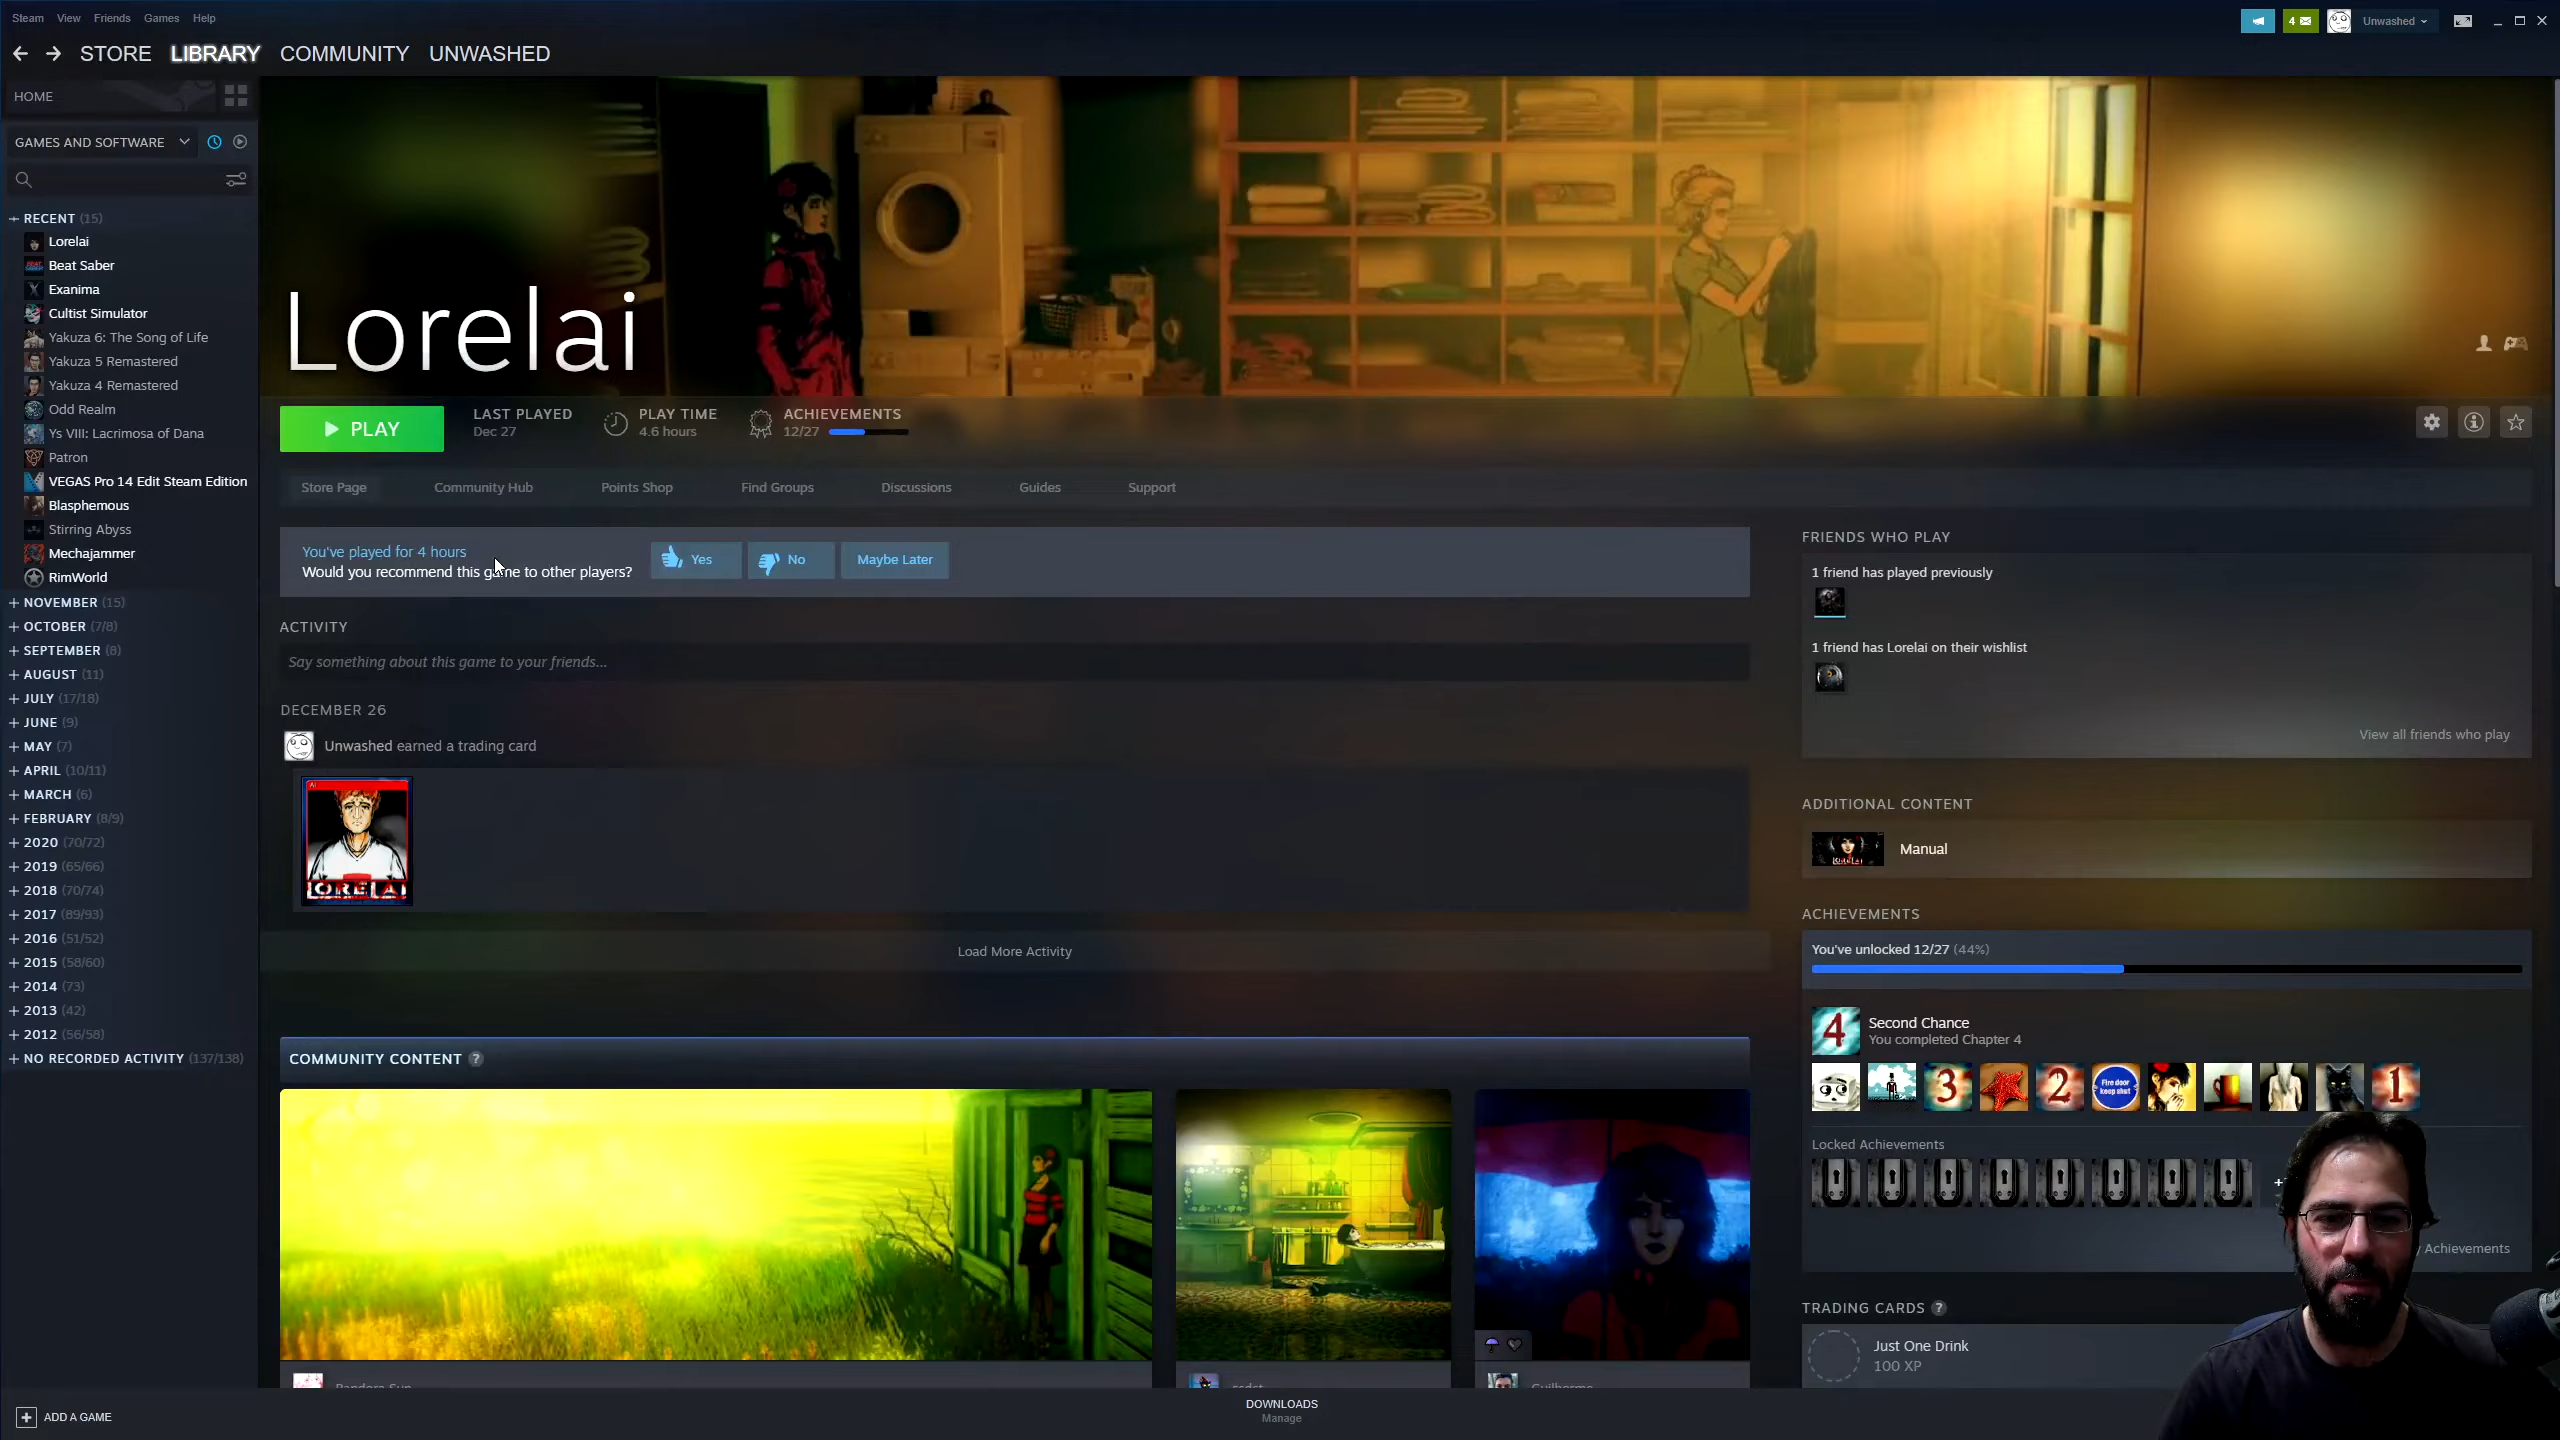 Steam View Friends Games Help
4 Unwashed
STORE LIBRARY COMMUNITY UNWASHED
HOME
GAMES AND SOFTWARE
RECENT (15)
Lorelai
Beat Saber
Exanima
Cultist Simulator
Yakuza 6: The Song of Life
Yakuza 5 Remastered
Yakuza 4 Remastered
Odd Realm
Ys VIII: Lacrimosa of Dana
Patron
VEGAS Pro 14 Edit Steam Edition
Blasphemous
Stirring Abyss
Mechajammer
RimWorld
+ NOVEMBER (15)
+ OCTOBER (7/8)
+ SEPTEMBER (8)
+ AUGUST (11)
+ JULY (17/18)
+ JUNE (9)
+ MAY (7)
+ APRIL (10/11)
+ MARCH (6)
+ FEBRUARY (8/9)
+ 2020 (70/72)
+ 2019 (65/66)
+ 2018 (70/74)
+ 2017 (89/93)
+ 2016 (51/52)
+ 2015 (58/60)
+ 2014 (73)
+ 2013 (42)
+ 2012 (56/58)
+ NO RECORDED ACTIVITY (137/138)
+ ADD A GAME
Lorelai
PLAY
LAST PLAYED
Dec 27
PLAY TIME
4.6 hours
ACHIEVEMENTS
12/27
Store Page Community Hub Points Shop Find Groups Discussions Guides Support
You've played for 4 hours
Would you recommend this game to other players?
Yes No Maybe Later
ACTIVITY
Say something about this game to your friends...
DECEMBER 26
Unwashed earned a trading card
LORELAI
Load More Activity
COMMUNITY CONTENT ?
FRIENDS WHO PLAY
1 friend has played previously
1 friend has Lorelai on their wishlist
View all friends who play
ADDITIONAL CONTENT
LORELAI
Manual
ACHIEVEMENTS
You've unlocked 12/27 (44%)
4
Second Chance
You completed Chapter 4
3 2 Fire door keep shut 1
Locked Achievements
+
Achievements
TRADING CARDS ?
Just One Drink
100 XP
DOWNLOADS
Manage